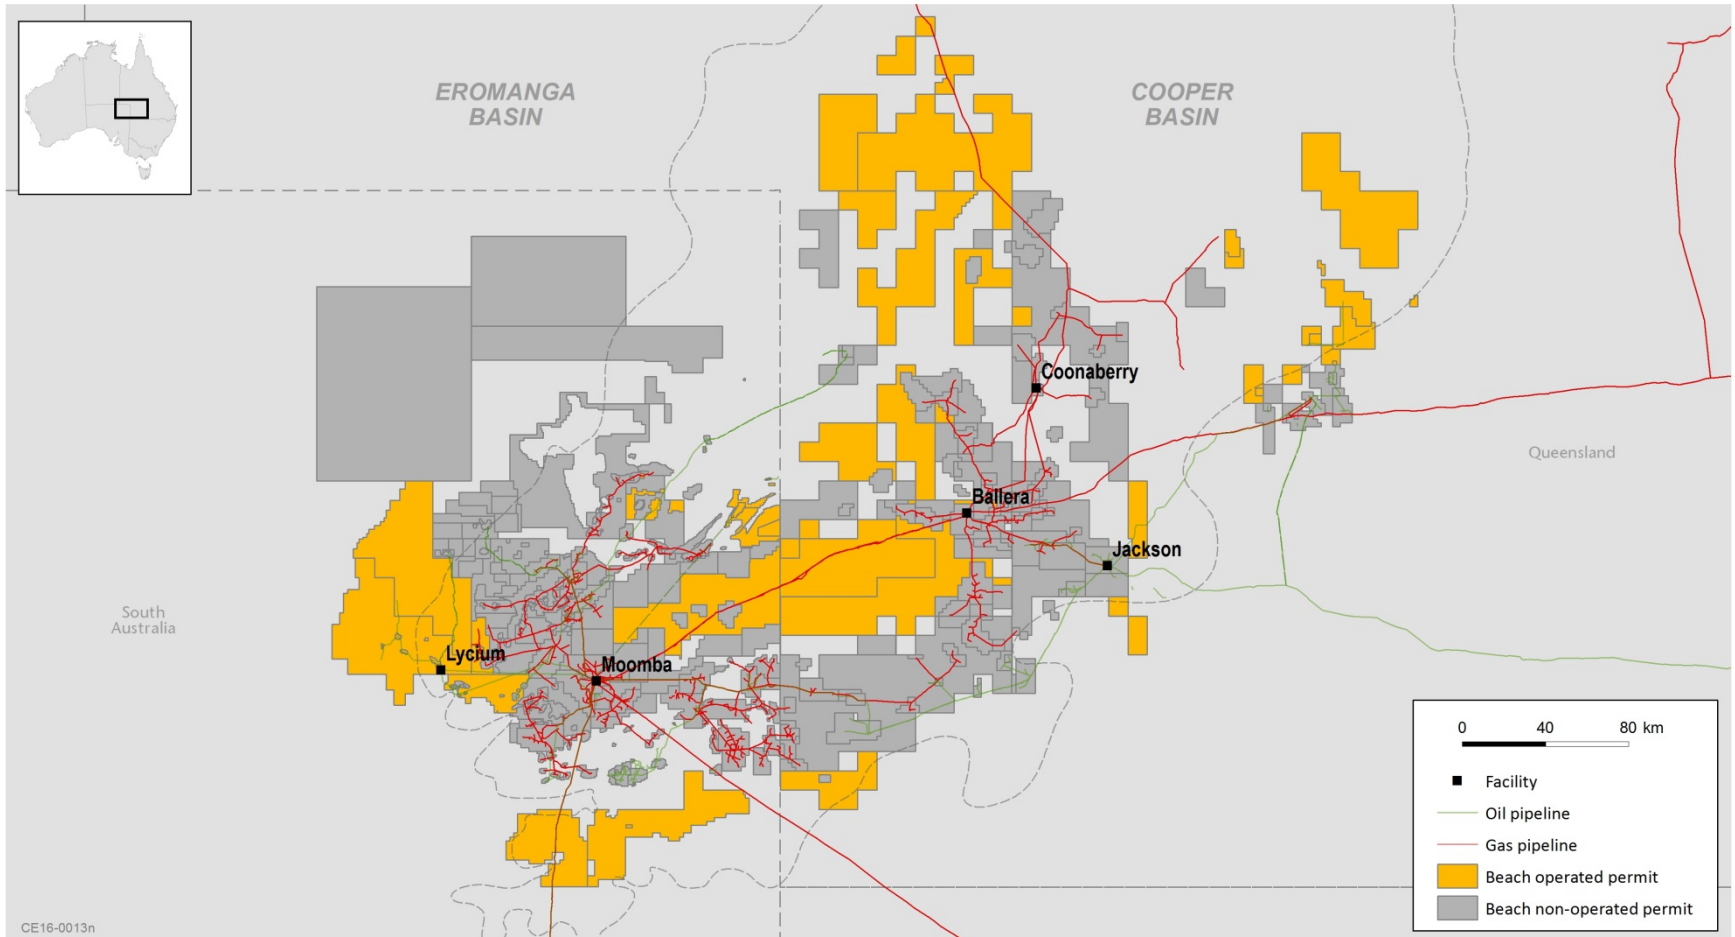 EROMANGA
BASIN
COOPER
BASIN
Coonaberry
Queensland
Ballera
Jackson
South
Australia
Lycium
Moomba
0 40 80 km
Facility
Oil pipeline
Gas pipeline
Beach operated permit
Beach non-operated permit
CE16-0013n